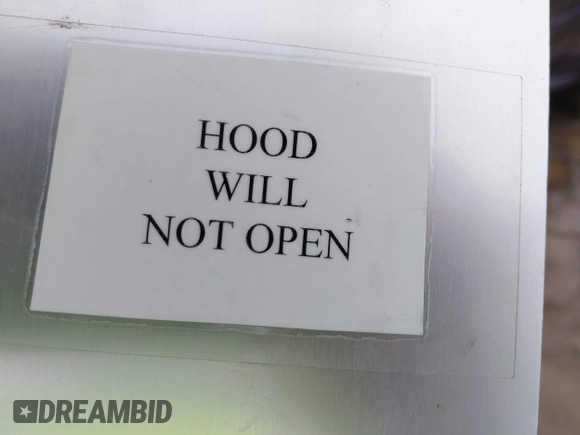 HOOD
WILL
NOT OPEN
DREAMBID